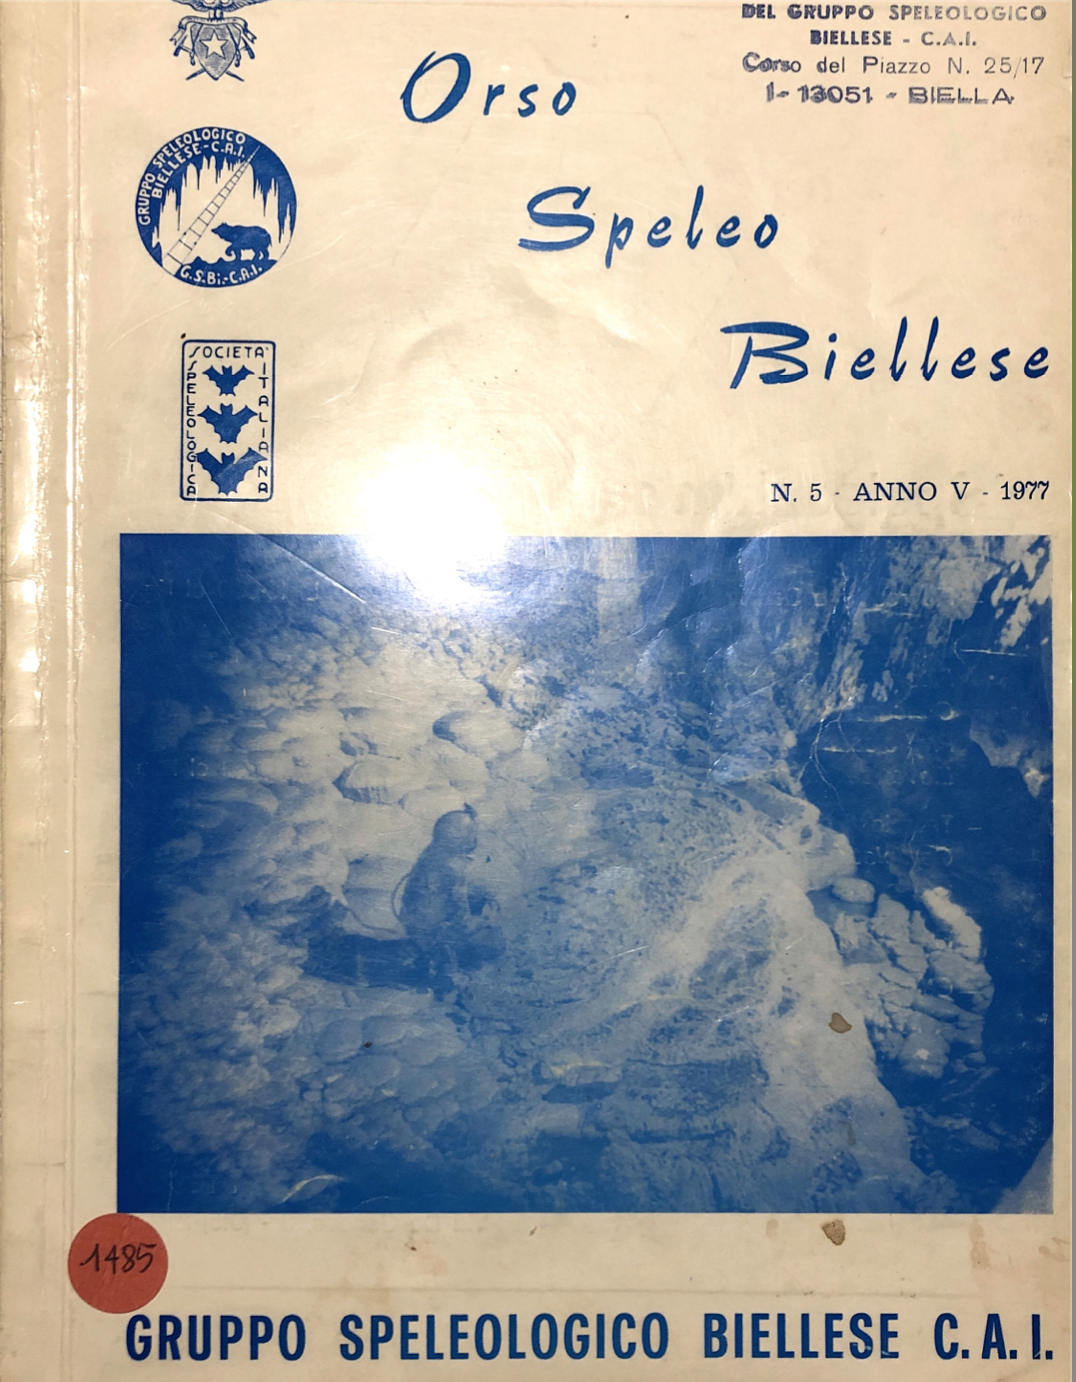 DEL GRUPPO SPELEOLOGICO
BIELLESE - C.A.I.
Corso del Piazzo N. 25/17
I- 13051 - BIELLA
Orso
Speleo
Biellese
GRUPPO SPELEOLOGICO
BIELLESE-C.A.I.
G.S.Bi.-C.A.I.
SOCIETA'
SPELEOLOGICA
ITALIANA
N. 5 - ANNO V - 1977
1485
GRUPPO SPELEOLOGICO BIELLESE C.A.I.